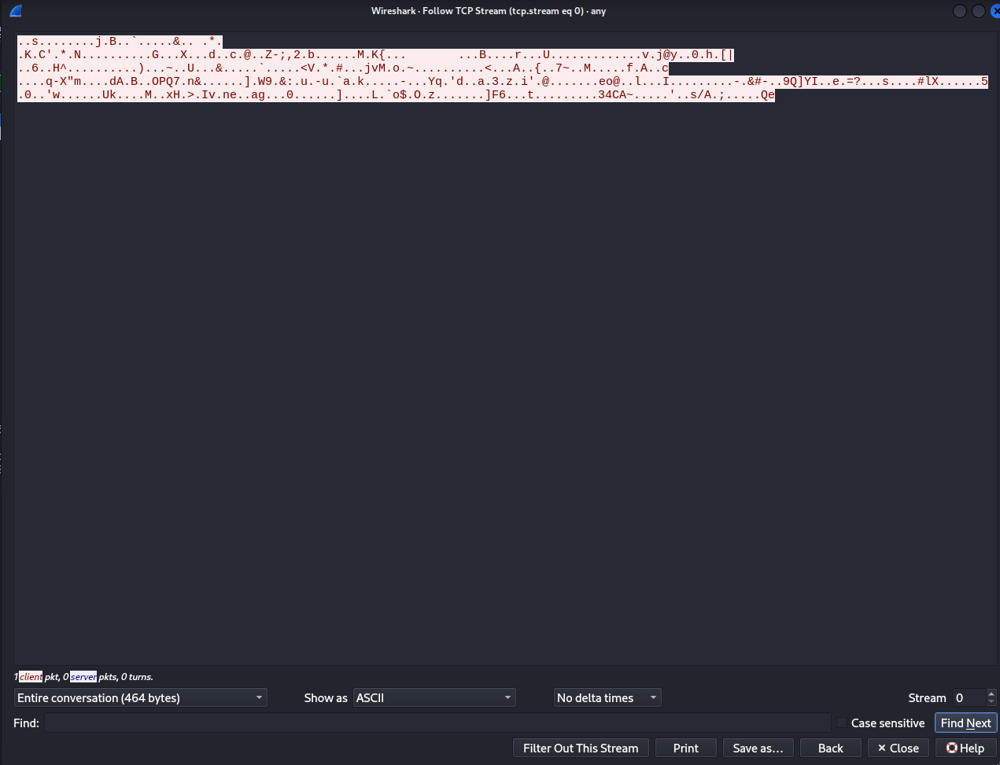 Wireshark · Follow TCP Stream (tcp.stream eq 0) · any
..s........j.B..`.....&.. .*.
.K.C'.*.N..........G...X...d..c.@..Z-;,2.b......M.K{... ...B....r...U.............v.j@y..0.h.[|
..6..H^..........)...~..U...&.....`.....<V.*.#...jvM.o.~..........<...A..{..7~..M.....f.A..c
....q-X"m....dA.B..OPQ7.n&......].W9.&:.u.-u.`a.k.....-...Yq.'d..a.3.z.i'.@.......eo@..l...I.........-.&#-..9Q]YI..e.=?...s....#lX......5
.0..'w......Uk....M..xH.>.Iv.ne..ag...0......]....L.`o$.O.z.......]F6...t.........34CA~.....'..s/A.;.....Qe
1 client pkt, 0 server pkts, 0 turns.
Entire conversation (464 bytes) Show as ASCII No delta times Stream 0
Find: Case sensitive Find Next
Filter Out This Stream Print Save as… Back × Close Help